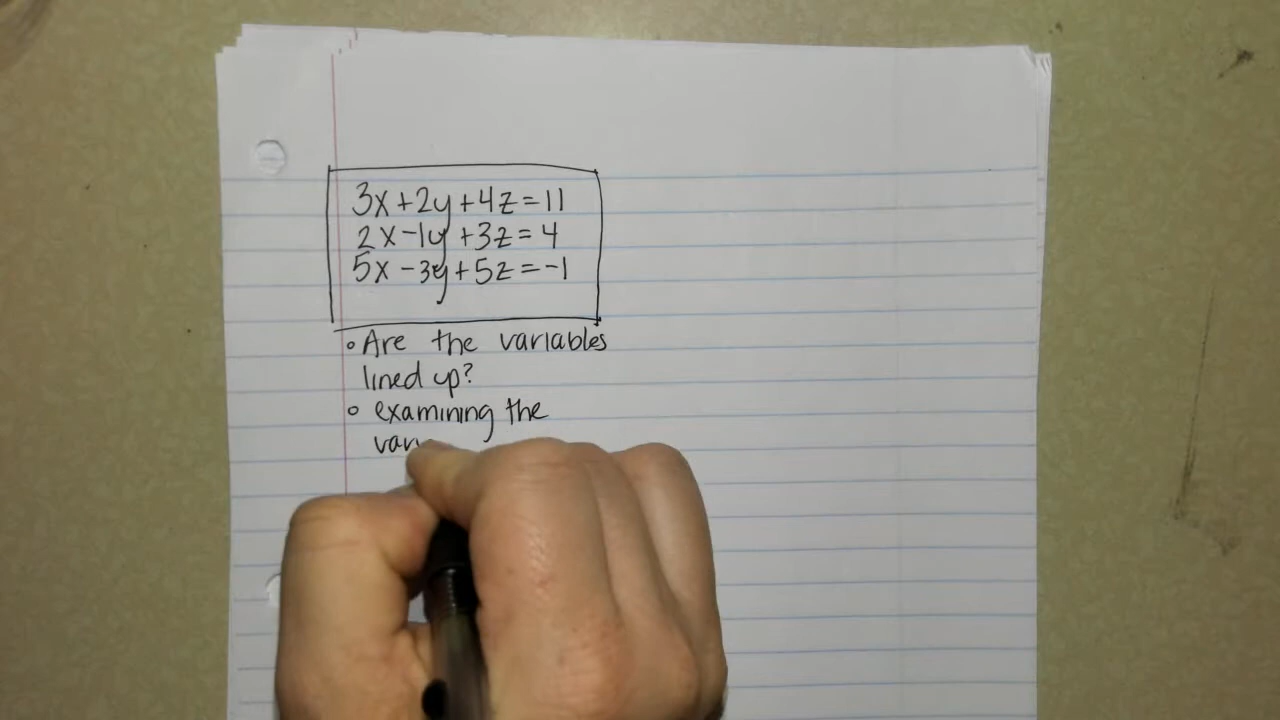 3x+2y+4z=11
2x-1y+3z=4
5x-3y+5z=-1
◦ Are the variables
lined up?
◦ examining the